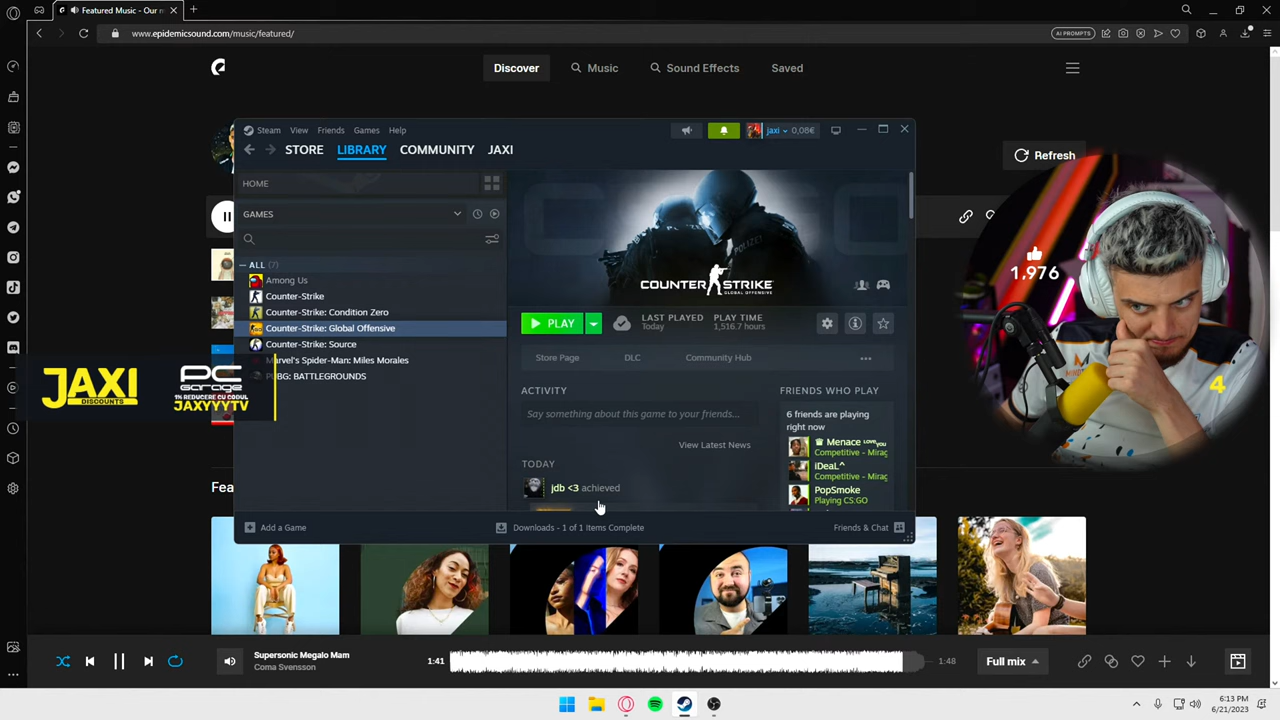 Featured Music - Our m
www.epidemicsound.com/music/featured/
AI PROMPTS
Discover
Music
Sound Effects
Saved
Refresh
Steam
View
Friends
Games
Help
jaxi
0,08€
STORE
LIBRARY
COMMUNITY
JAXI
HOME
GAMES
ALL (7)
Among Us
Counter-Strike
Counter-Strike: Condition Zero
Counter-Strike: Global Offensive
Counter-Strike: Source
Marvel's Spider-Man: Miles Morales
PUBG: BATTLEGROUNDS
COUNTER STRIKE
GLOBAL OFFENSIVE
POLIZEI
PLAY
LAST PLAYED
Today
PLAY TIME
1,516.7 hours
Store Page
DLC
Community Hub
ACTIVITY
Say something about this game to your friends...
View Latest News
TODAY
jdb <3 achieved
FRIENDS WHO PLAY
6 friends are playing
right now
Menace
Competitive - Mirag
iDeaL^
Competitive - Mirag
PopSmoke
Playing CS:GO
Add a Game
Downloads - 1 of 1 Items Complete
Friends & Chat
JAXI
DISCOUNTS
PC
Garage
1% REDUCERE CU CODUL
JAXYYYTV
1,976
4
Fea
Supersonic Megalo Mam
Coma Svensson
1:41
1:48
Full mix
6:13 PM
6/21/2023